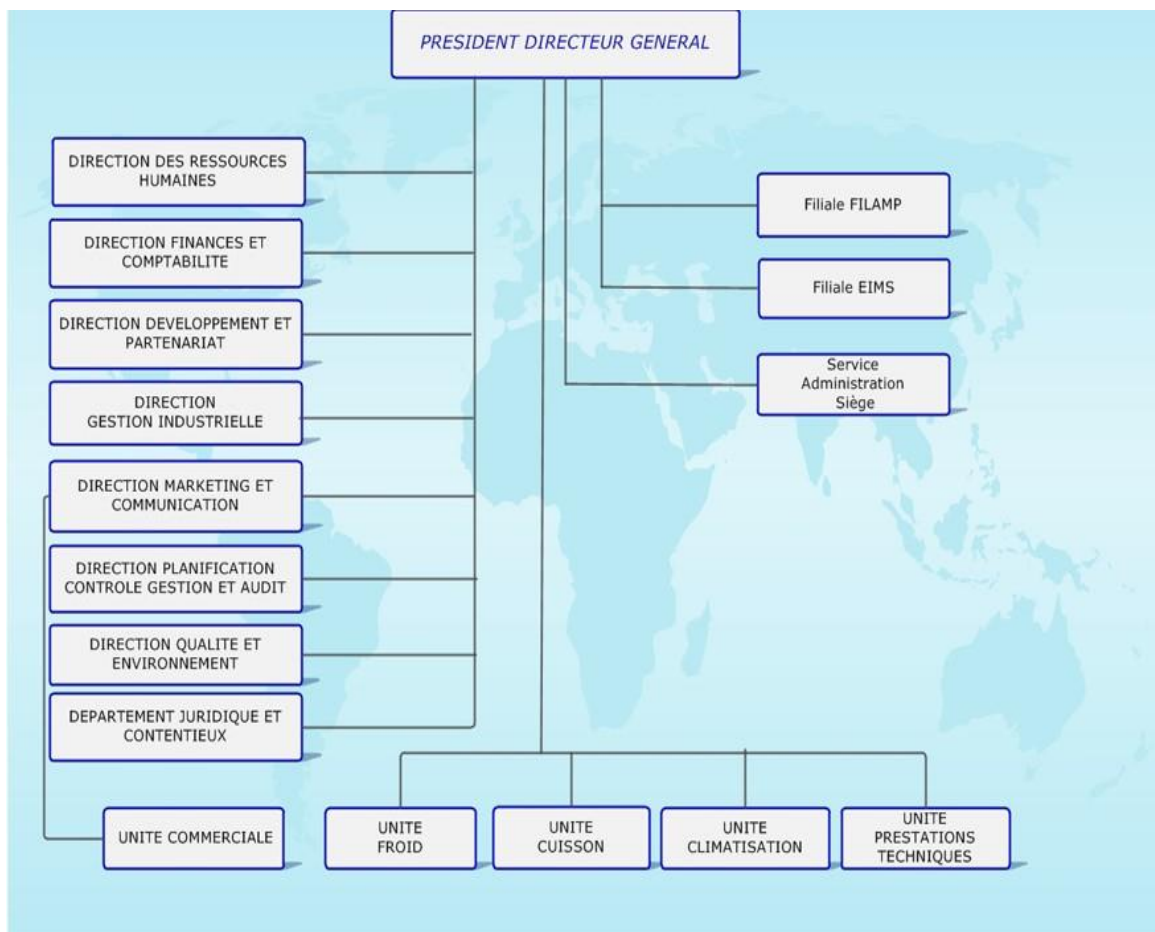 PRESIDENT DIRECTEUR GENERAL
DIRECTION DES RESSOURCES
HUMAINES
DIRECTION FINANCES ET
COMPTABILITE
DIRECTION DEVELOPPEMENT ET
PARTENARIAT
DIRECTION
GESTION INDUSTRIELLE
DIRECTION MARKETING ET
COMMUNICATION
DIRECTION PLANIFICATION
CONTROLE GESTION ET AUDIT
DIRECTION QUALITE ET
ENVIRONNEMENT
DEPARTEMENT JURIDIQUE ET
CONTENTIEUX
Filiale FILAMP
Filiale EIMS
Service
Administration
Siège
UNITE COMMERCIALE
UNITE
FROID
UNITE
CUISSON
UNITE
CLIMATISATION
UNITE
PRESTATIONS
TECHNIQUES